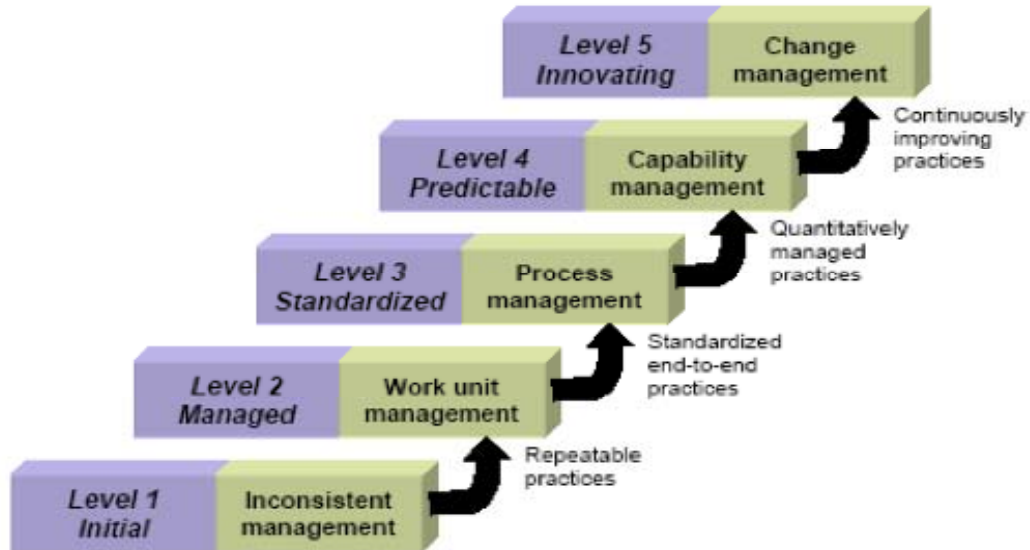 Level 5
Innovating
Change
management
Continuously
improving
practices
Level 4
Predictable
Capability
management
Quantitatively
managed
practices
Level 3
Standardized
Process
management
Standardized
end-to-end
practices
Level 2
Managed
Work unit
management
Repeatable
practices
Level 1
Initial
Inconsistent
management